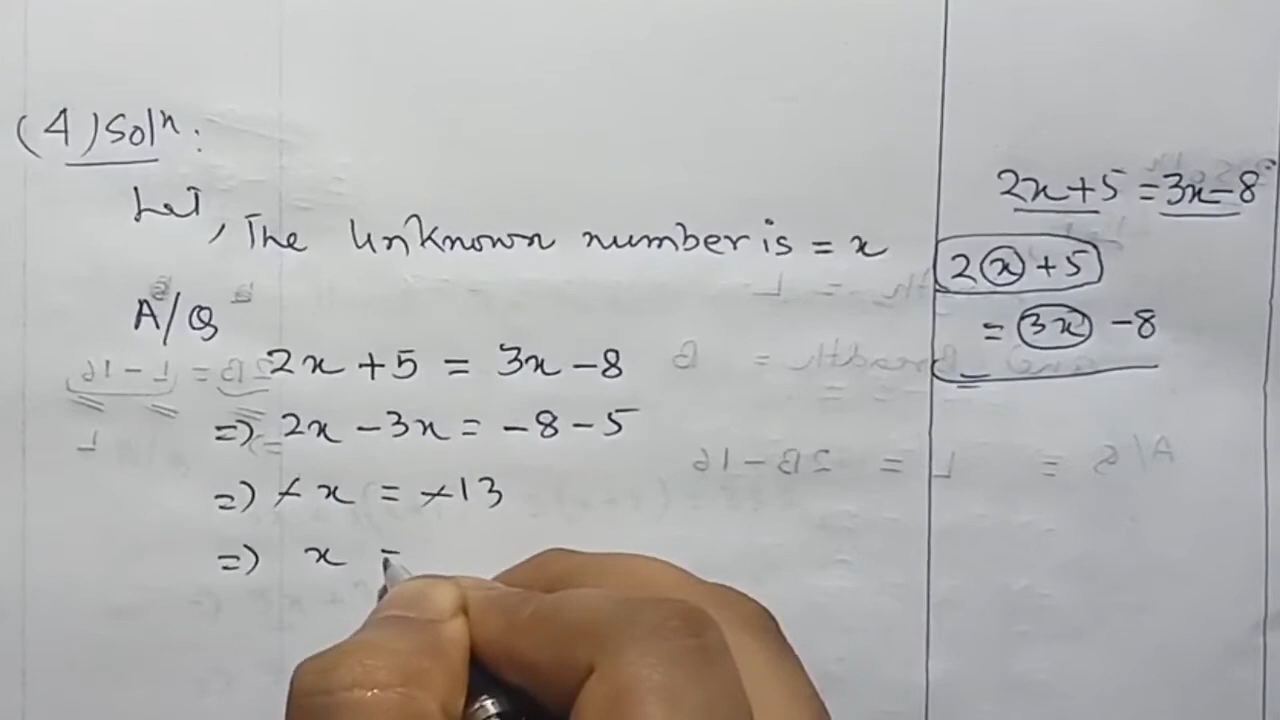 (4) Solⁿ:
Let, The unknown number is = x
A/Q
2x + 5 = 3x - 8
=> 2x - 3x = -8 - 5
=> -x = -13
=> x =
2x + 5 = 3x - 8
2x + 5
= 3x - 8